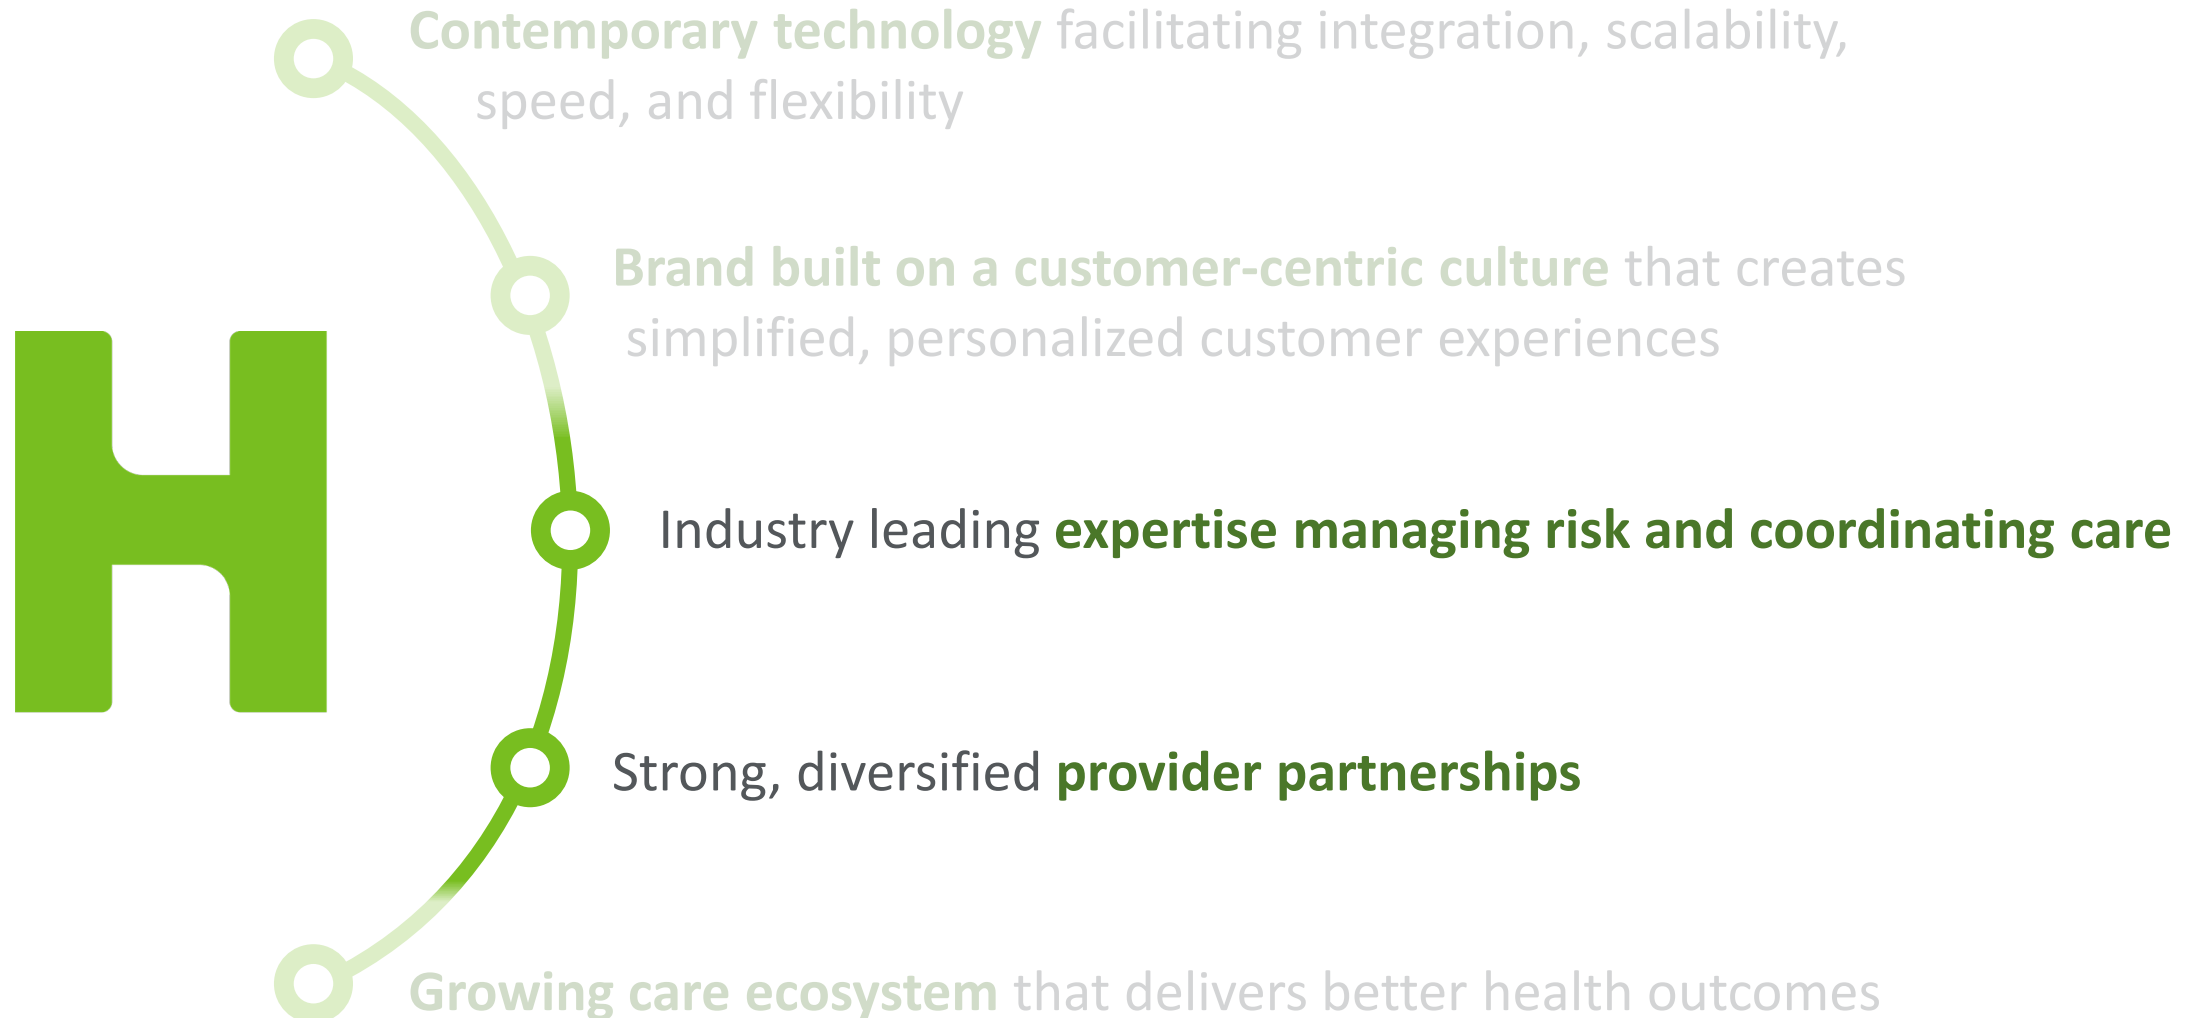 Contemporary technology facilitating integration, scalability,
speed, and flexibility
Brand built on a customer-centric culture that creates
simplified, personalized customer experiences
H
Industry leading expertise managing risk and coordinating care
Strong, diversified provider partnerships
Growing care ecosystem that delivers better health outcomes